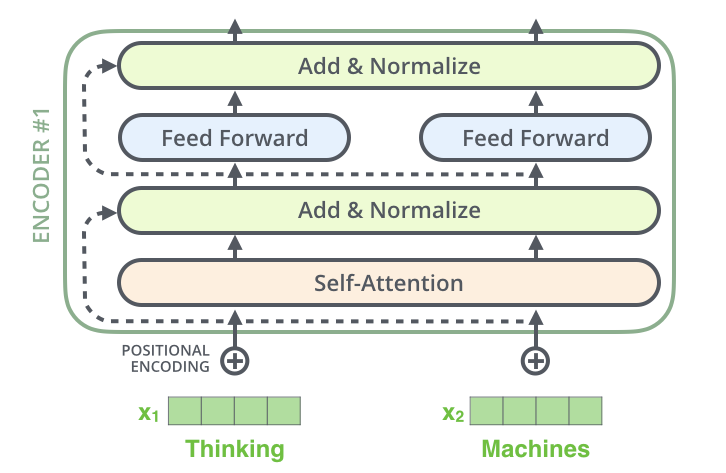 ENCODER #1
Add & Normalize
Feed Forward
Feed Forward
Add & Normalize
Self-Attention
POSITIONAL
ENCODING
x1
x2
Thinking
Machines